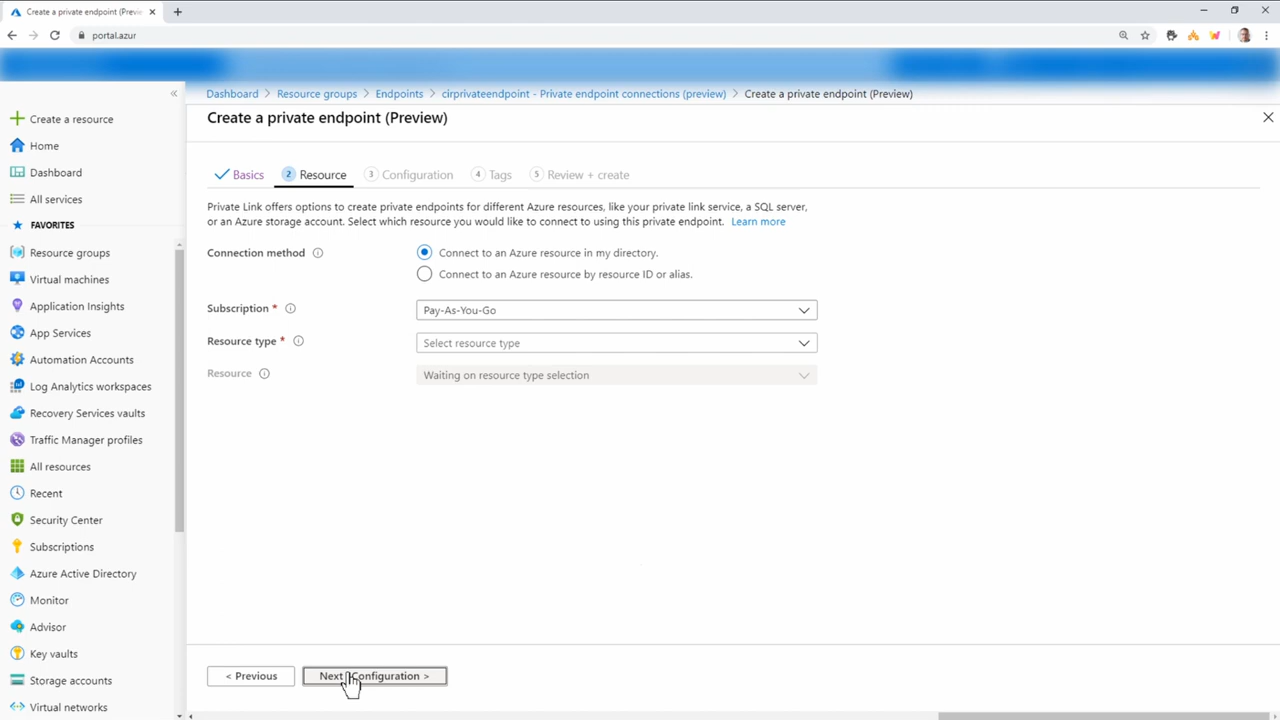 Create a private endpoint (Previ
portal.azur
Dashboard > Resource groups > Endpoints > cirprivateendpoint - Private endpoint connections (preview) > Create a private endpoint (Preview)
Create a private endpoint (Preview)
Create a resource
Home
Dashboard
All services
FAVORITES
Resource groups
Virtual machines
Application Insights
App Services
Automation Accounts
Log Analytics workspaces
Recovery Services vaults
Traffic Manager profiles
All resources
Recent
Security Center
Subscriptions
Azure Active Directory
Monitor
Advisor
Key vaults
Storage accounts
Virtual networks
Basics 2 Resource 3 Configuration 4 Tags 5 Review + create
Private Link offers options to create private endpoints for different Azure resources, like your private link service, a SQL server,
or an Azure storage account. Select which resource you would like to connect to using this private endpoint. Learn more
Connection method
Connect to an Azure resource in my directory.
Connect to an Azure resource by resource ID or alias.
Subscription * Pay-As-You-Go
Resource type * Select resource type
Resource Waiting on resource type selection
< Previous Next : Configuration >